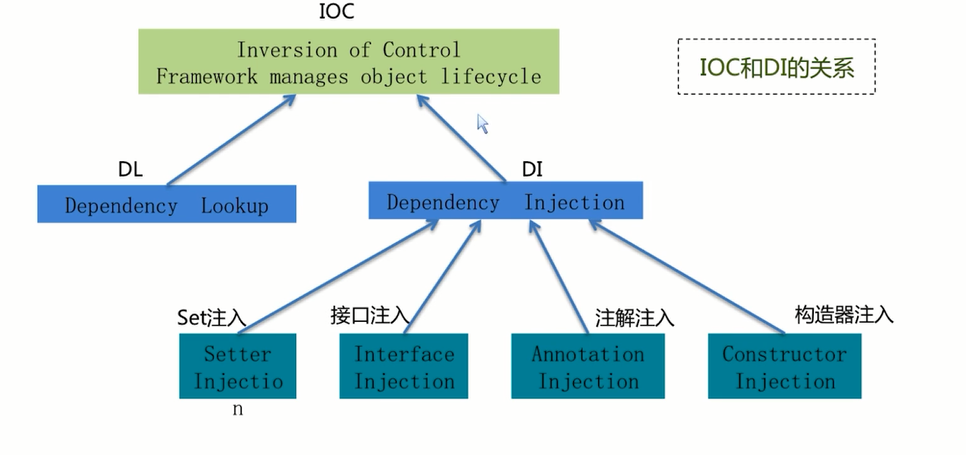 IOC
Inversion of Control
Framework manages object lifecycle
IOC和DI的关系
DL
DI
Dependency Lookup
Dependency Injection
Set注入
接口注入
注解注入
构造器注入
Setter
Injectio
n
Interface
Injection
Annotation
Injection
Constructor
Injection